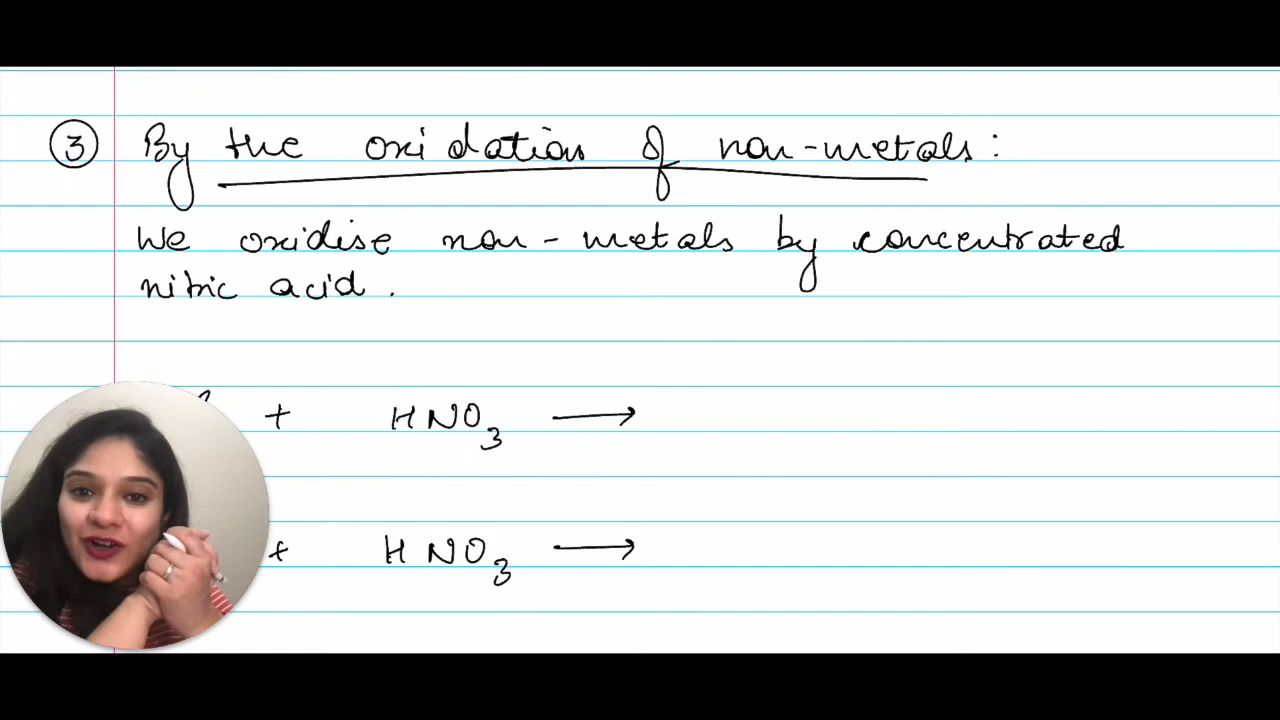 ③ By the oxidation of non-metals:
We oxidise non-metals by concentrated
nitric acid.
+ HNO₃ ⟶
+ HNO₃ ⟶